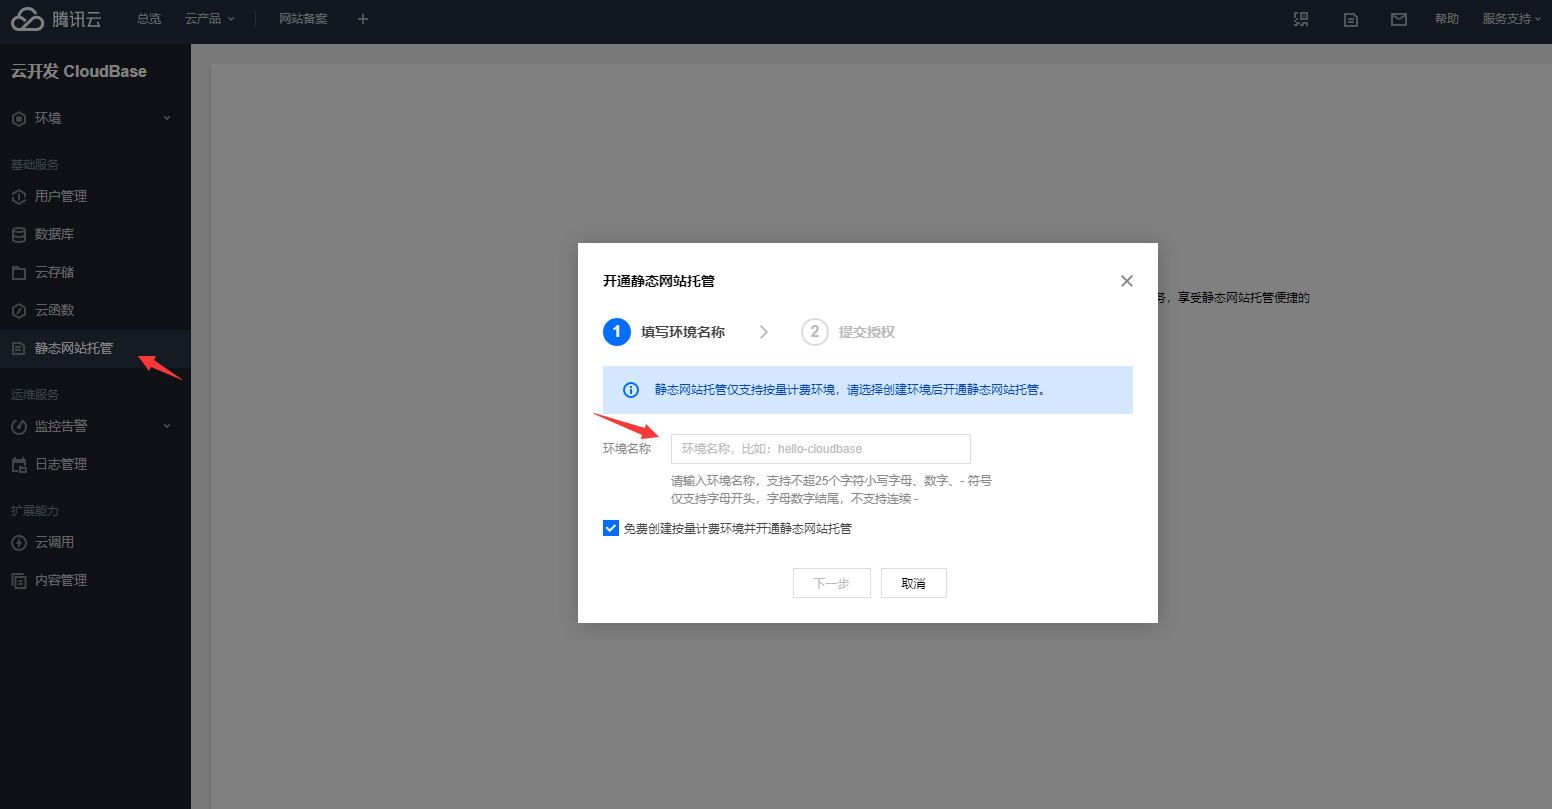 腾讯云
总览
云产品
网站备案
帮助
服务支持
云开发 CloudBase
环境
基础服务
用户管理
数据库
云存储
云函数
静态网站托管
运维服务
监控告警
日志管理
扩展能力
云调用
内容管理
务，享受静态网站托管便捷的
开通静态网站托管
1 填写环境名称
2 提交授权
静态网站托管仅支持按量计费环境，请选择创建环境后开通静态网站托管。
环境名称
环境名称，比如：hello-cloudbase
请输入环境名称，支持不超25个字符小写字母、数字、- 符号
仅支持字母开头，字母数字结尾，不支持连续 -
免费创建按量计费环境并开通静态网站托管
下一步
取消